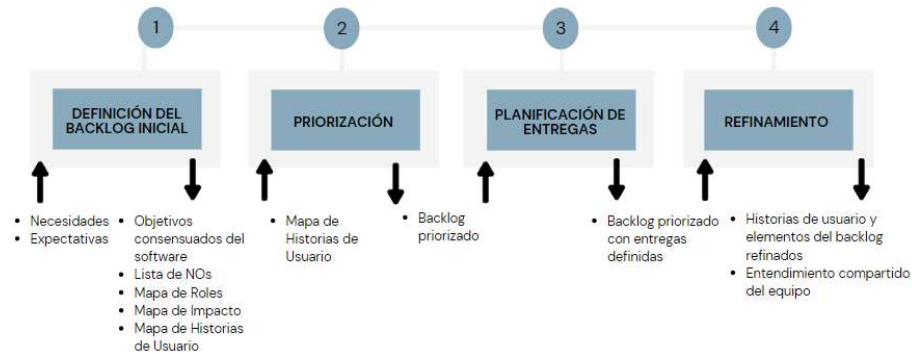 1
2
3
4
DEFINICIÓN DEL
BACKLOG INICIAL
PRIORIZACIÓN
PLANIFICACIÓN DE
ENTREGAS
REFINAMIENTO
• Necesidades
• Expectativas
• Objetivos
consensuados del
software
• Lista de NOs
• Mapa de Roles
• Mapa de Impacto
• Mapa de Historias
de Usuario
• Mapa de
Historias de
Usuario
• Backlog
priorizado
• Backlog priorizado
con entregas
definidas
• Historias de usuario y
elementos del backlog
refinados
• Entendimiento compartido
del equipo